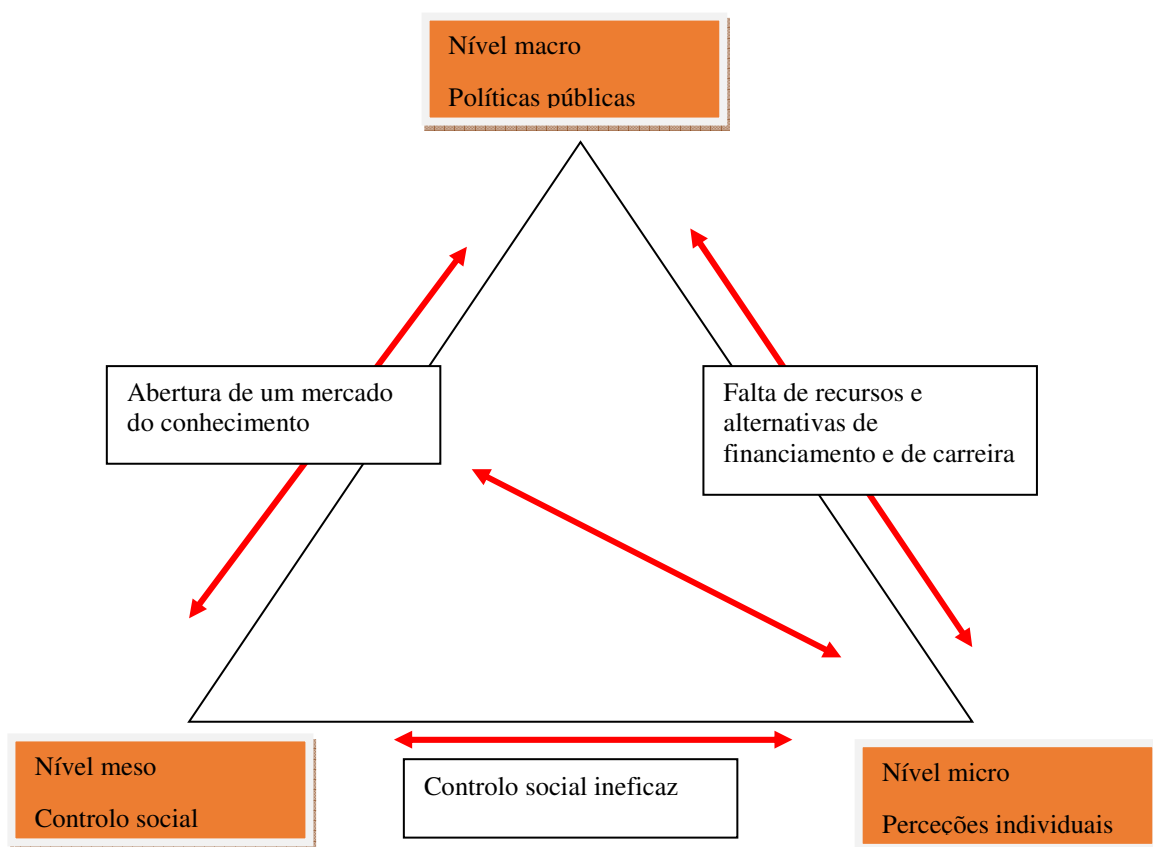 Nível macro
Políticas públicas
Abertura de um mercado
do conhecimento
Falta de recursos e
alternativas de
financiamento e de carreira
Nível meso
Controlo social
Controlo social ineficaz
Nível micro
Perceções individuais